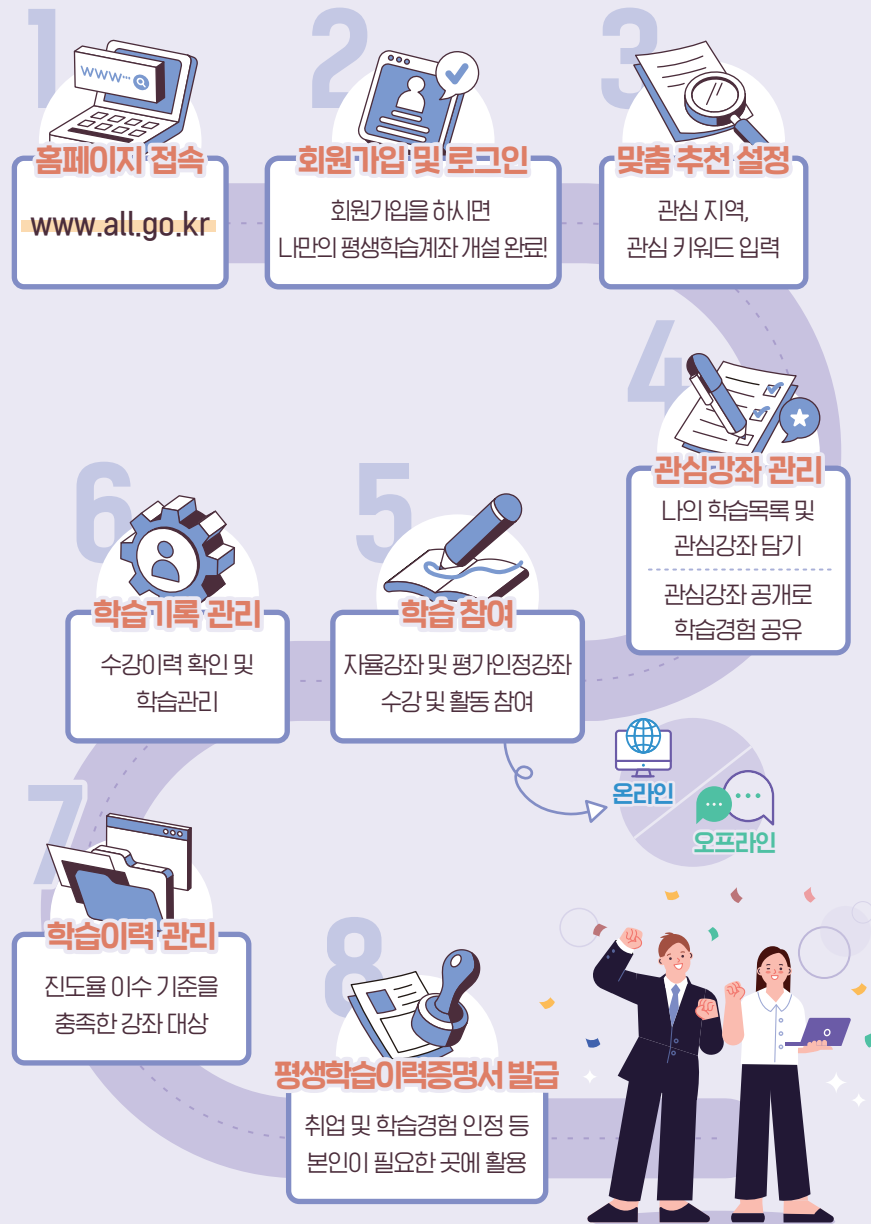 1
www...
홈페이지 접속
www.all.go.kr
2
회원가입 및 로그인
회원가입을 하시면
나만의 평생학습계좌 개설 완료!
3
맞춤 추천 설정
관심 지역,
관심 키워드 입력
4
관심강좌 관리
나의 학습목록 및
관심강좌 담기
관심강좌 공개로
학습경험 공유
5
학습 참여
자율강좌 및 평가인정강좌
수강 및 활동 참여
온라인
오프라인
6
학습기록 관리
수강이력 확인 및
학습관리
7
학습이력 관리
진도율 이수 기준을
충족한 강좌 대상
8
평생학습이력증명서 발급
취업 및 학습경험 인정 등
본인이 필요한 곳에 활용